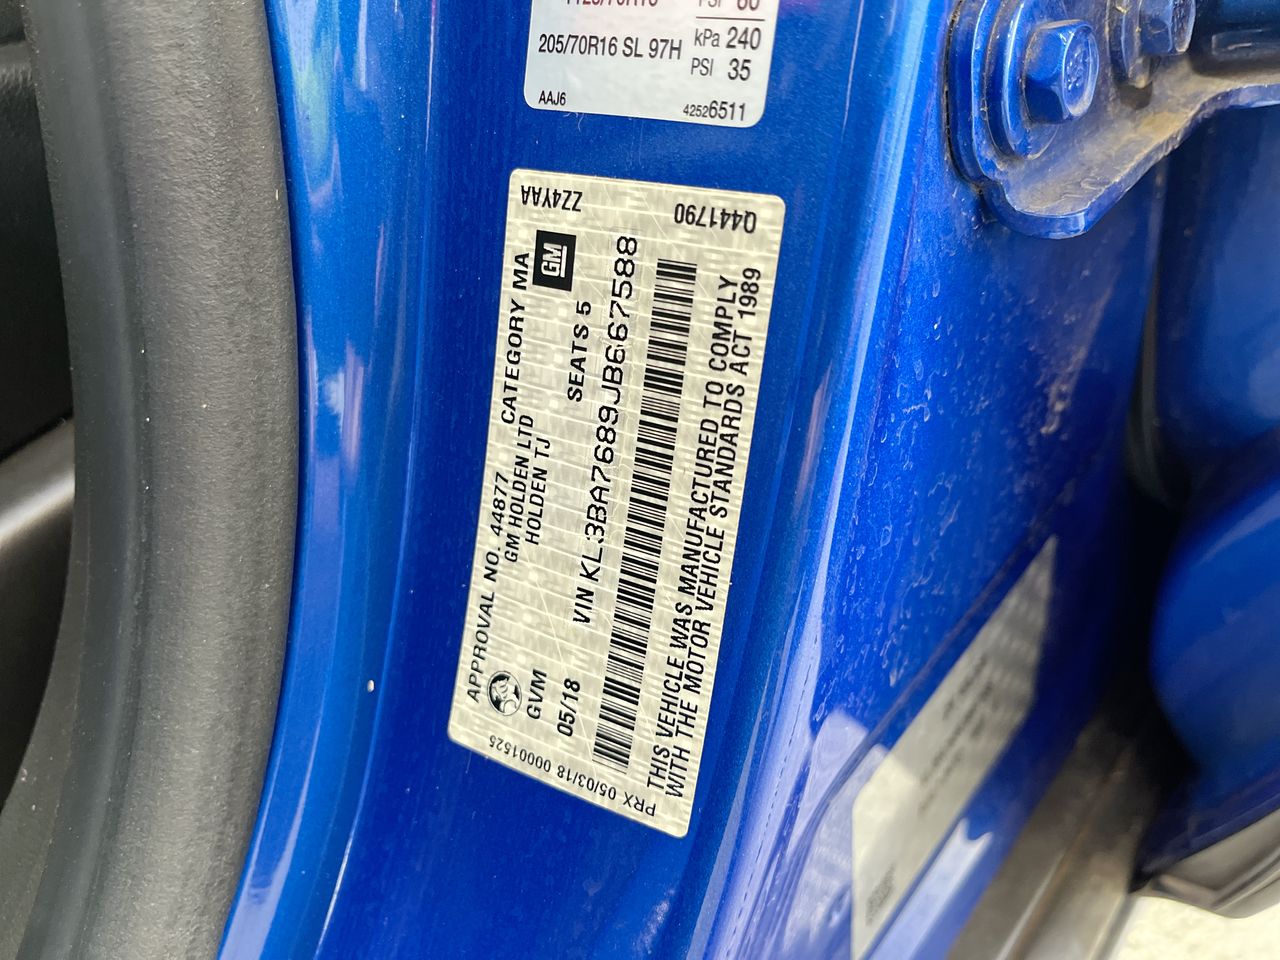 205/70R16 SL 97H kPa 240
PSI 35
AAJ6 42526511
ZZ4YAA Q441790
APPROVAL NO. 44877 CATEGORY MA
GM HOLDEN LTD
HOLDEN TJ
GM
GVM SEATS 5
05/18 VIN KL3BA7689JB667588
THIS VEHICLE WAS MANUFACTURED TO COMPLY
WITH THE MOTOR VEHICLE STANDARDS ACT 1989
PRX 05/03/18 00001525